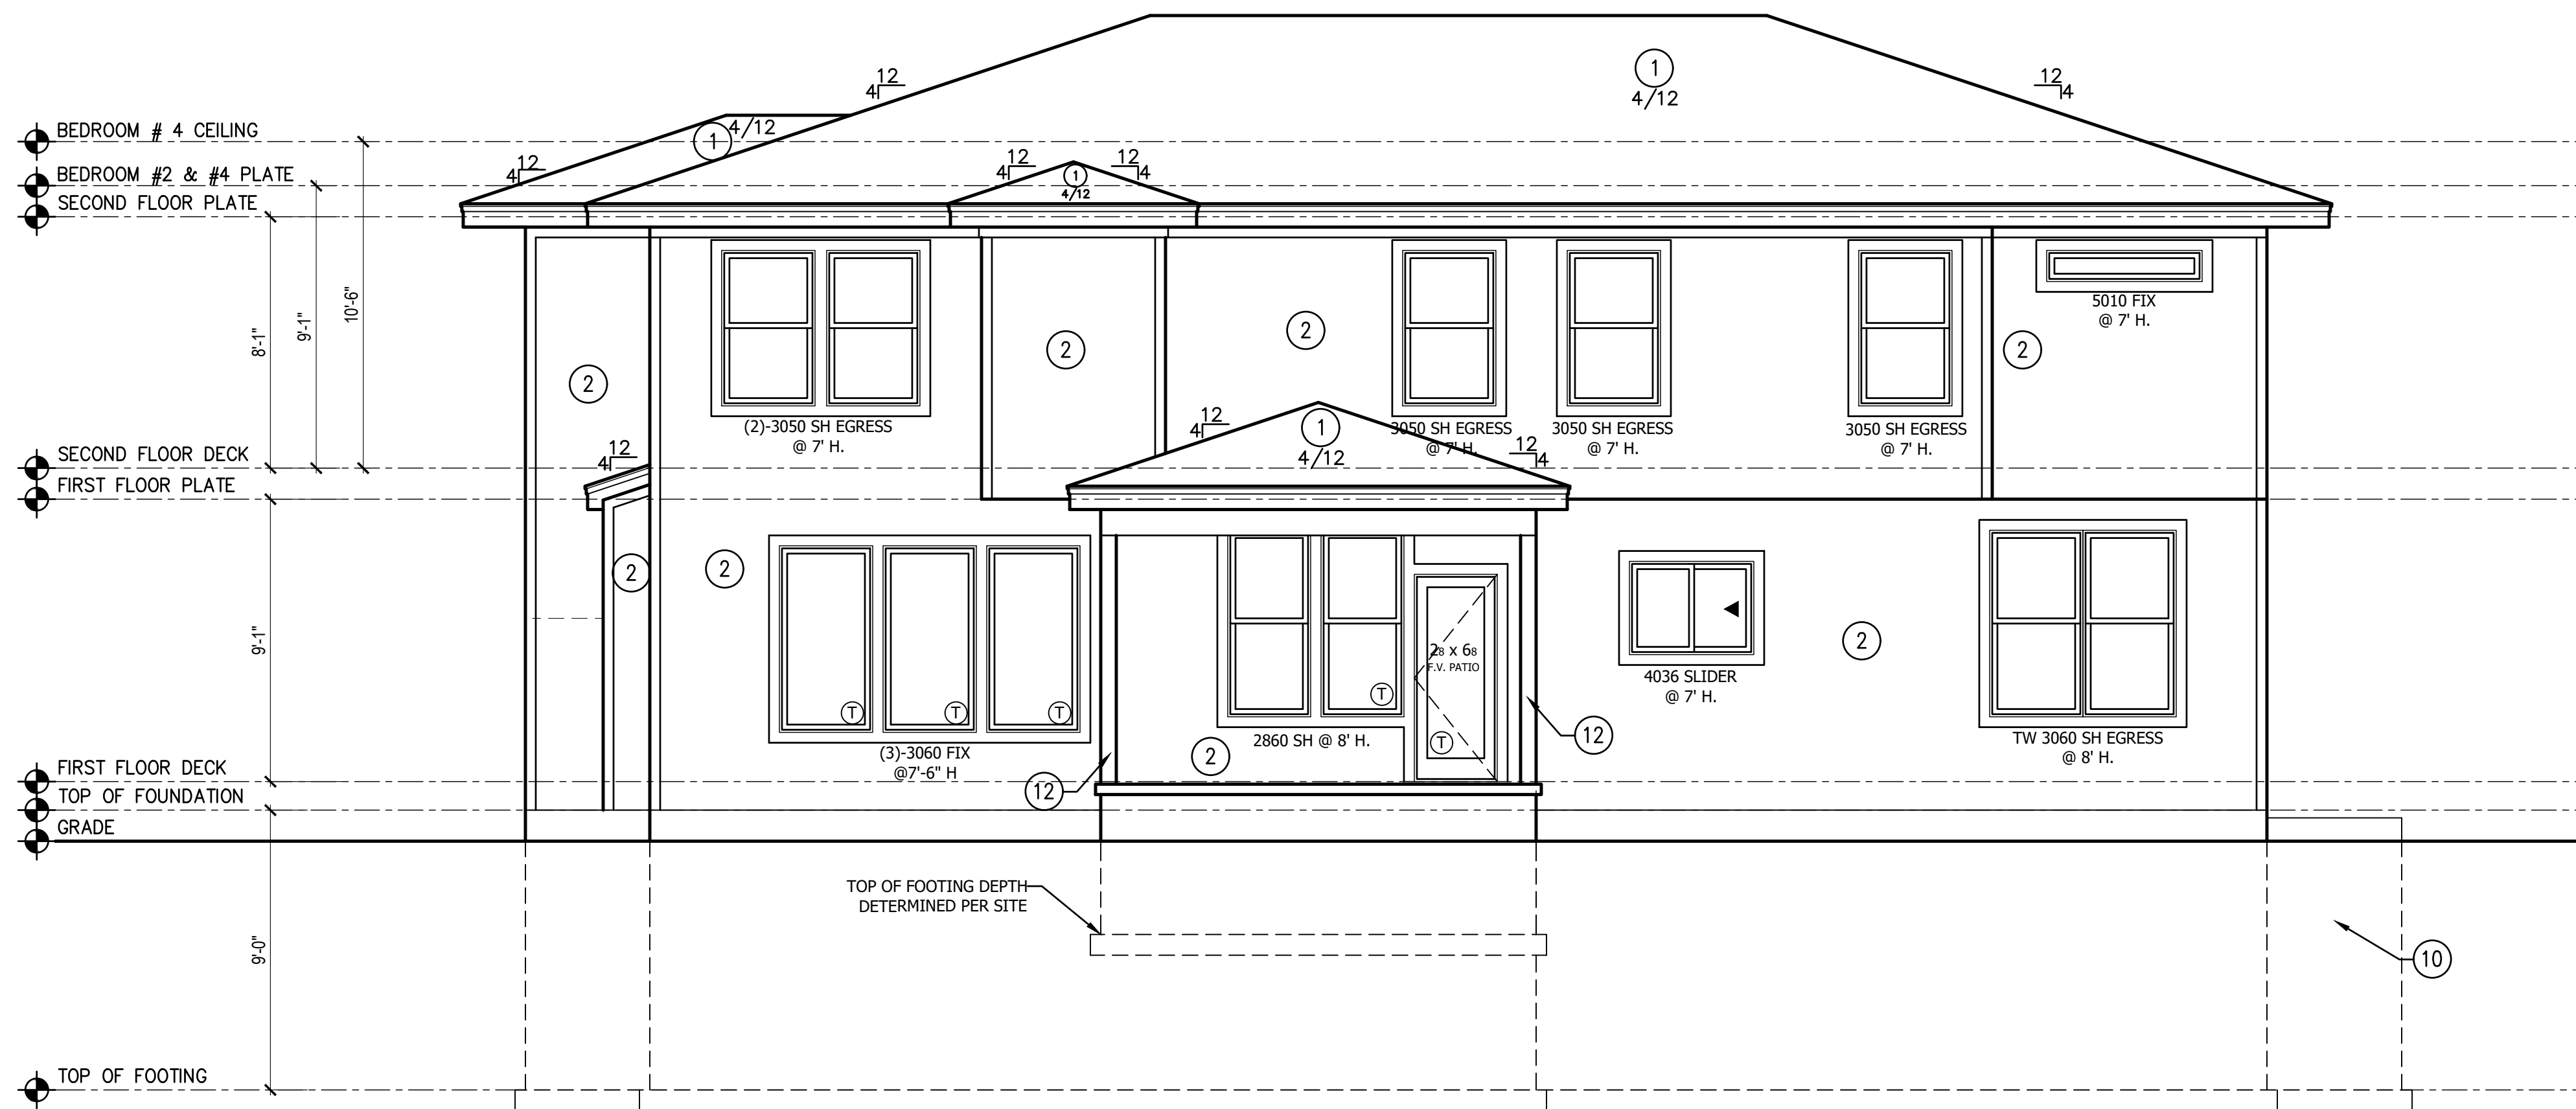 12
4
1
4/12
12
4
BEDROOM # 4 CEILING
1
4/12
BEDROOM #2 & #4 PLATE
12
4
12
4
1
4/12
12
4
SECOND FLOOR PLATE
8'-1"
9'-1"
10'-6"
2
(2)-3050 SH EGRESS
@ 7' H.
2
2
3050 SH EGRESS
@ 7' H.
3050 SH EGRESS
@ 7' H.
3050 SH EGRESS
@ 7' H.
2
5010 FIX
@ 7' H.
12
4
1
4/12
12
4
SECOND FLOOR DECK
12
4
FIRST FLOOR PLATE
9'-1"
2
2
T
T
T
(3)-3060 FIX
@7'-6" H
T
28 x 68
F.V. PATIO
T
2860 SH @ 8' H.
2
12
12
4036 SLIDER
@ 7' H.
2
TW 3060 SH EGRESS
@ 8' H.
FIRST FLOOR DECK
TOP OF FOUNDATION
GRADE
9'-0"
TOP OF FOOTING DEPTH
DETERMINED PER SITE
10
TOP OF FOOTING